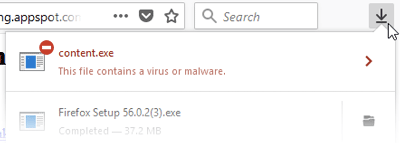 ng.appspot.com
Search
content.exe
This file contains a virus or malware.
Firefox Setup 56.0.2(3).exe
Completed — 37.2 MB